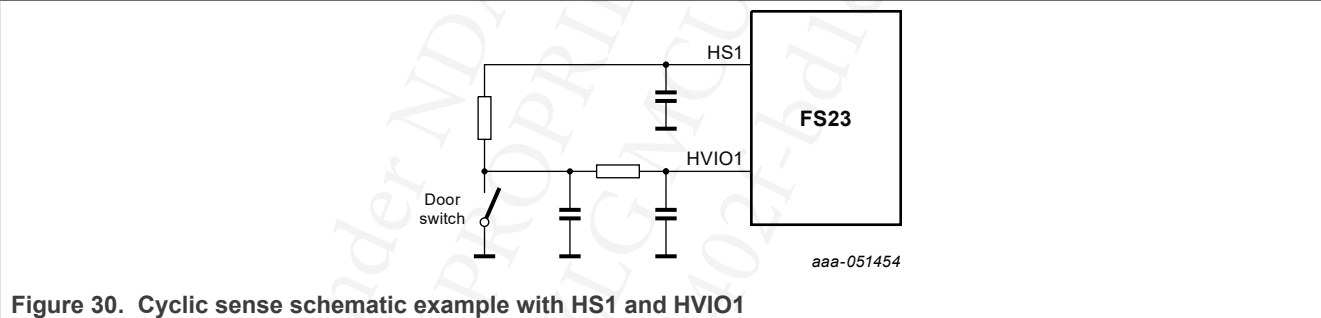 HS1
FS23
HVIO1
Door
switch
aaa-051454
Figure 30. Cyclic sense schematic example with HS1 and HVIO1